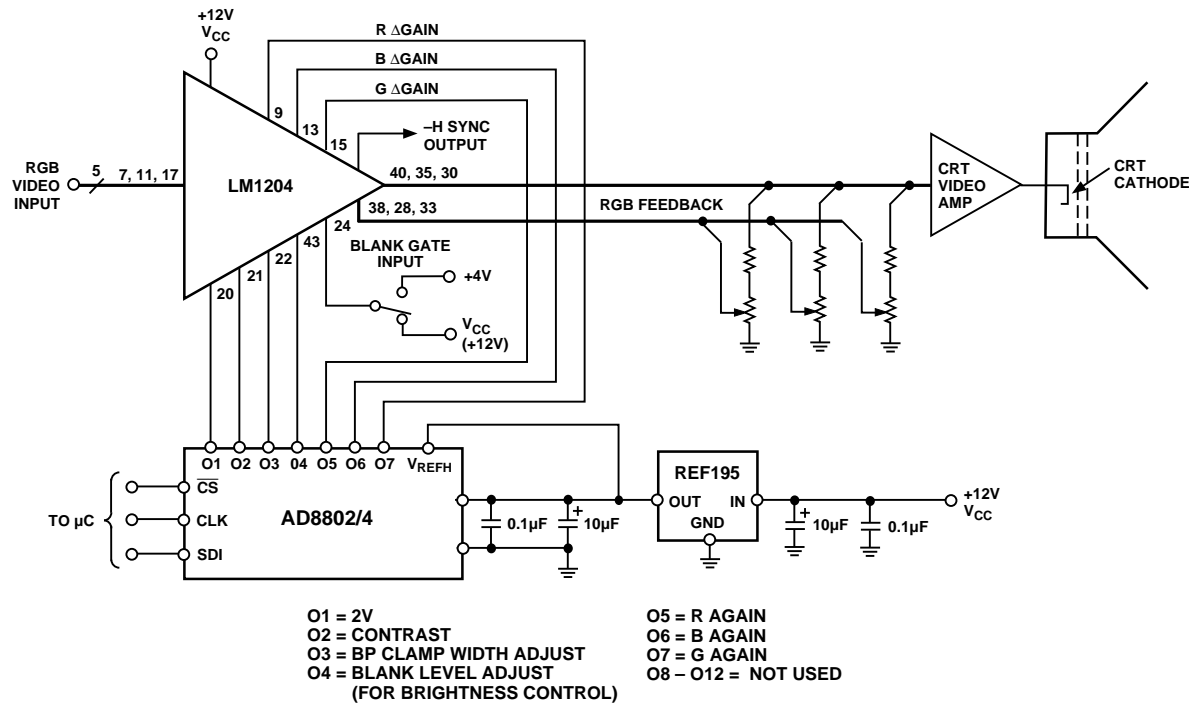 +12V
VCC
R ΔGAIN
B ΔGAIN
G ΔGAIN
9
13
15
–H SYNC
OUTPUT
RGB
VIDEO
INPUT
5
7, 11, 17
LM1204
40, 35, 30
38, 28, 33
RGB FEEDBACK
CRT
VIDEO
AMP
CRT
CATHODE
24
43
22
21
20
BLANK GATE
INPUT
+4V
VCC
(+12V)
O1 O2 O3 04 O5 O6 O7 VREFH
CS
CLK
SDI
TO µC
AD8802/4
0.1µF
10µF
REF195
OUT IN
GND
10µF
0.1µF
+12V
VCC
O1 = 2V
O2 = CONTRAST
O3 = BP CLAMP WIDTH ADJUST
O4 = BLANK LEVEL ADJUST
(FOR BRIGHTNESS CONTROL)
O5 = R AGAIN
O6 = B AGAIN
O7 = G AGAIN
O8 – O12 = NOT USED